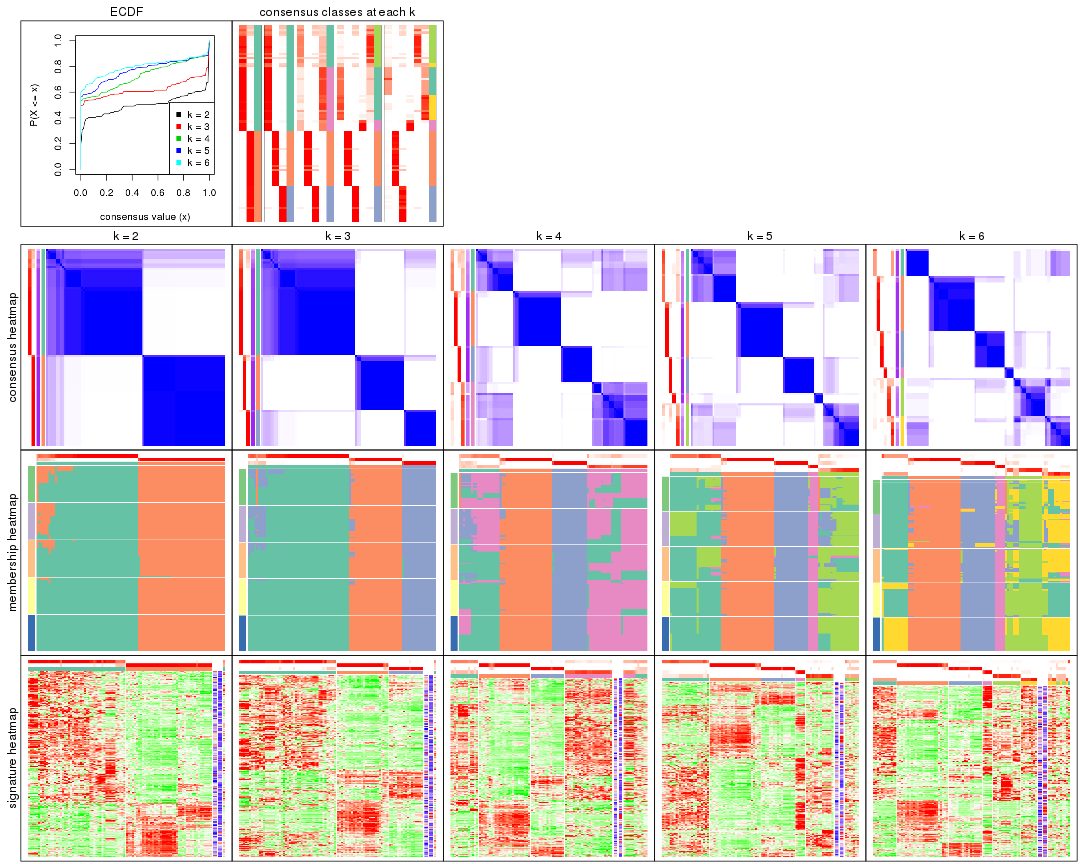 ECDF
consensus classes at each k
P(X <= x)
0.0 0.2 0.4 0.6 0.8 1.0
k = 2
k = 3
k = 4
k = 5
k = 6
0.0 0.2 0.4 0.6 0.8 1.0
consensus value (x)
k = 2
k = 3
k = 4
k = 5
k = 6
consensus heatmap
membership heatmap
signature heatmap